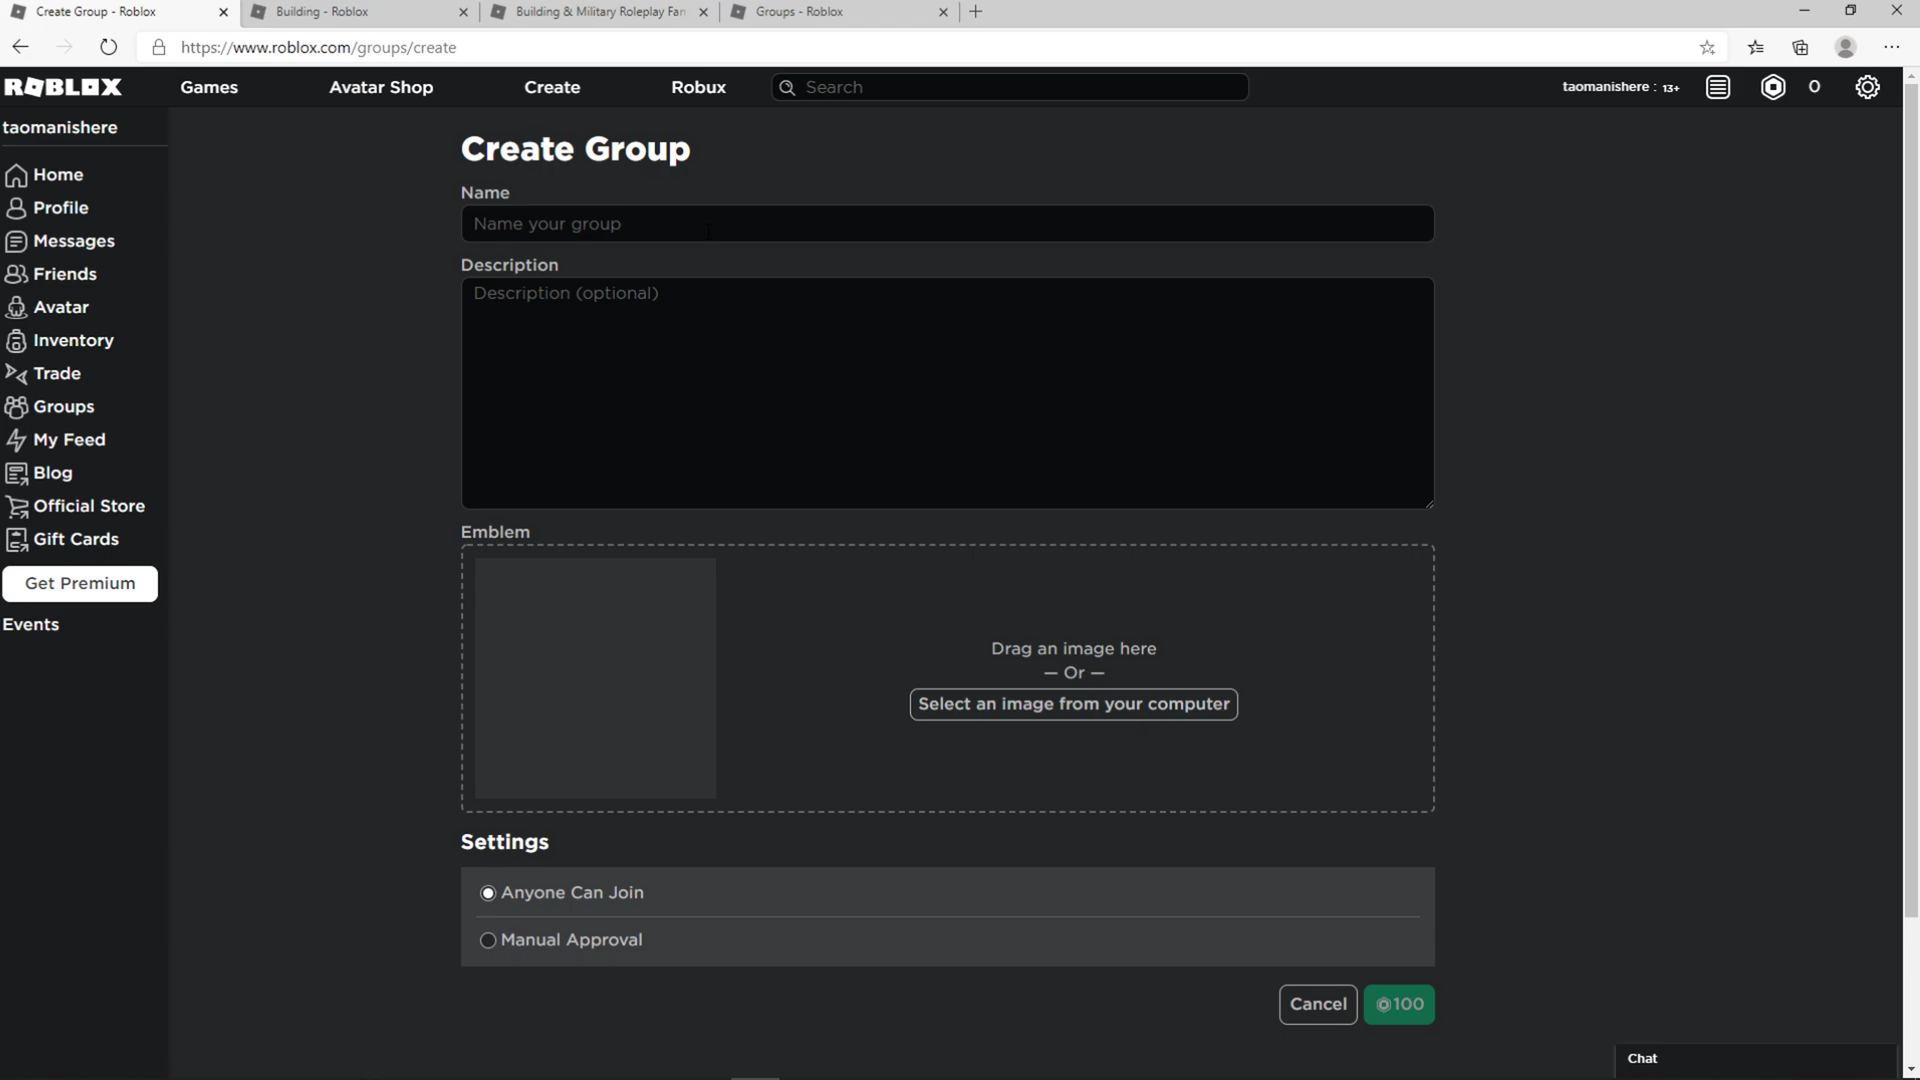 Create Group - Roblox
Building - Roblox
Building & Military Roleplay Fan
Groups - Roblox
https://www.roblox.com/groups/create
ROBLOX
Games
Avatar Shop
Create
Robux
Search
taomanishere : 13+
0
taomanishere
Home
Profile
Messages
Friends
Avatar
Inventory
Trade
Groups
My Feed
Blog
Official Store
Gift Cards
Get Premium
Events
Create Group
Name
Name your group
Description
Description (optional)
Emblem
Drag an image here
— Or —
Select an image from your computer
Settings
Anyone Can Join
Manual Approval
Cancel
100
Chat